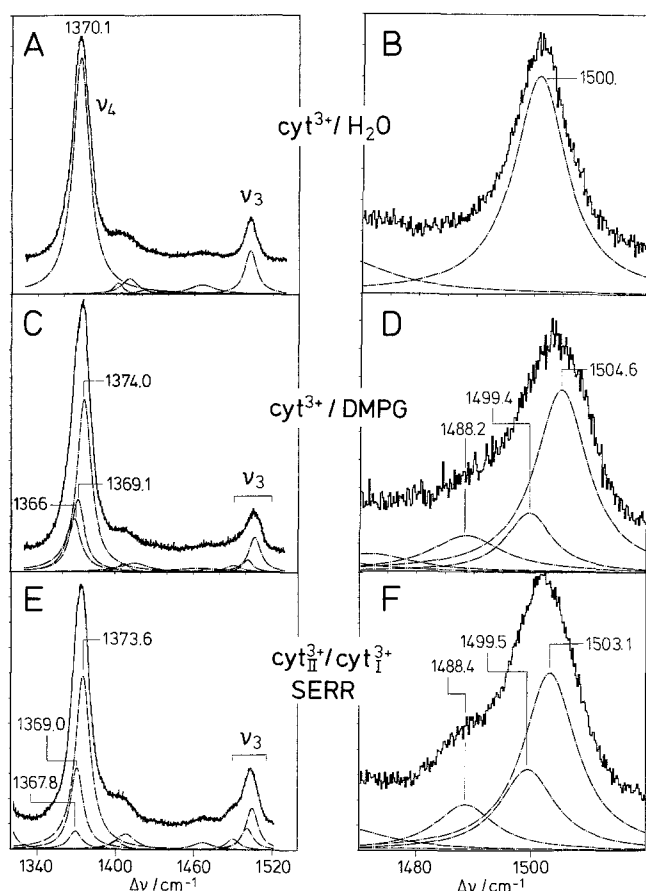 A
1370.1
ν4
ν3
B
1500.
cyt3+/H2O
C
1374.0
1369.1
1366
ν3
D
1504.6
1499.4
1488.2
cyt3+/DMPG
E
1373.6
1369.0
1367.8
ν3
F
1503.1
1499.5
1488.4
cyt3+II/cyt3+I
SERR
1340 1400 1460 1520
1480 1500
Δν / cm-1
Δν / cm-1